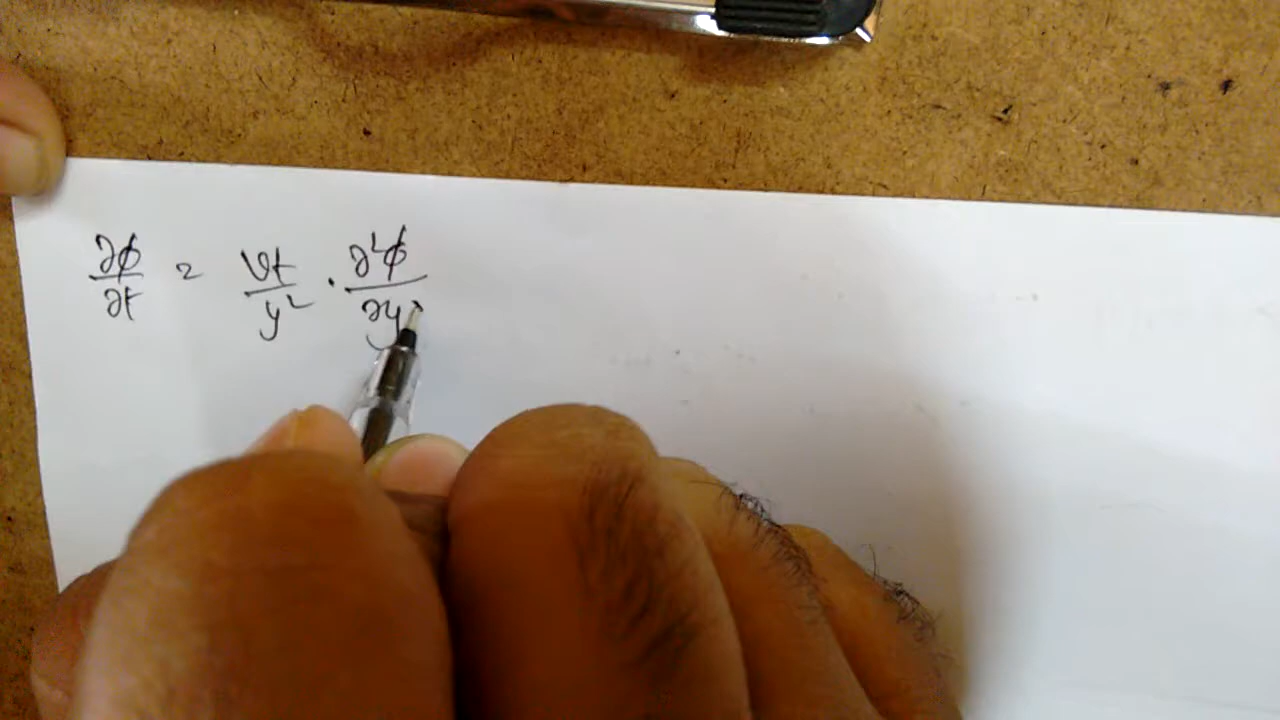 ∂ϕ/∂t = νt/y² · ∂²ϕ/∂y²